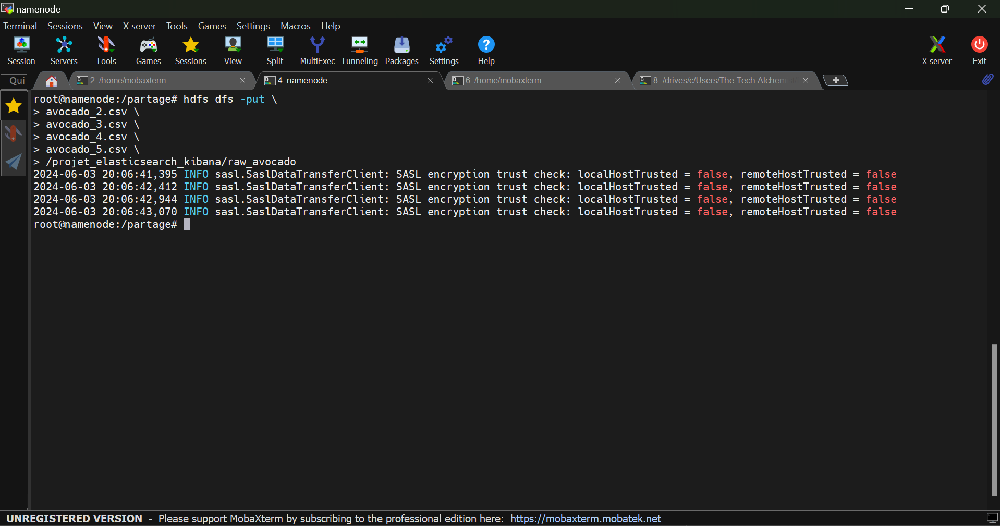 namenode
Terminal Sessions View X server Tools Games Settings Macros Help
Session Servers Tools Games Sessions View Split MultiExec Tunneling Packages Settings Help X server Exit
Qui 2. /home/mobaxterm 4. namenode 6. /home/mobaxterm 8. /drives/c/Users/The Tech Alchem
root@namenode:/partage# hdfs dfs -put \
> avocado_2.csv \
> avocado_3.csv \
> avocado_4.csv \
> avocado_5.csv \
> /projet_elasticsearch_kibana/raw_avocado
2024-06-03 20:06:41,395 INFO sasl.SaslDataTransferClient: SASL encryption trust check: localHostTrusted = false, remoteHostTrusted = false
2024-06-03 20:06:42,412 INFO sasl.SaslDataTransferClient: SASL encryption trust check: localHostTrusted = false, remoteHostTrusted = false
2024-06-03 20:06:42,944 INFO sasl.SaslDataTransferClient: SASL encryption trust check: localHostTrusted = false, remoteHostTrusted = false
2024-06-03 20:06:43,070 INFO sasl.SaslDataTransferClient: SASL encryption trust check: localHostTrusted = false, remoteHostTrusted = false
root@namenode:/partage#
UNREGISTERED VERSION - Please support MobaXterm by subscribing to the professional edition here: https://mobaxterm.mobatek.net